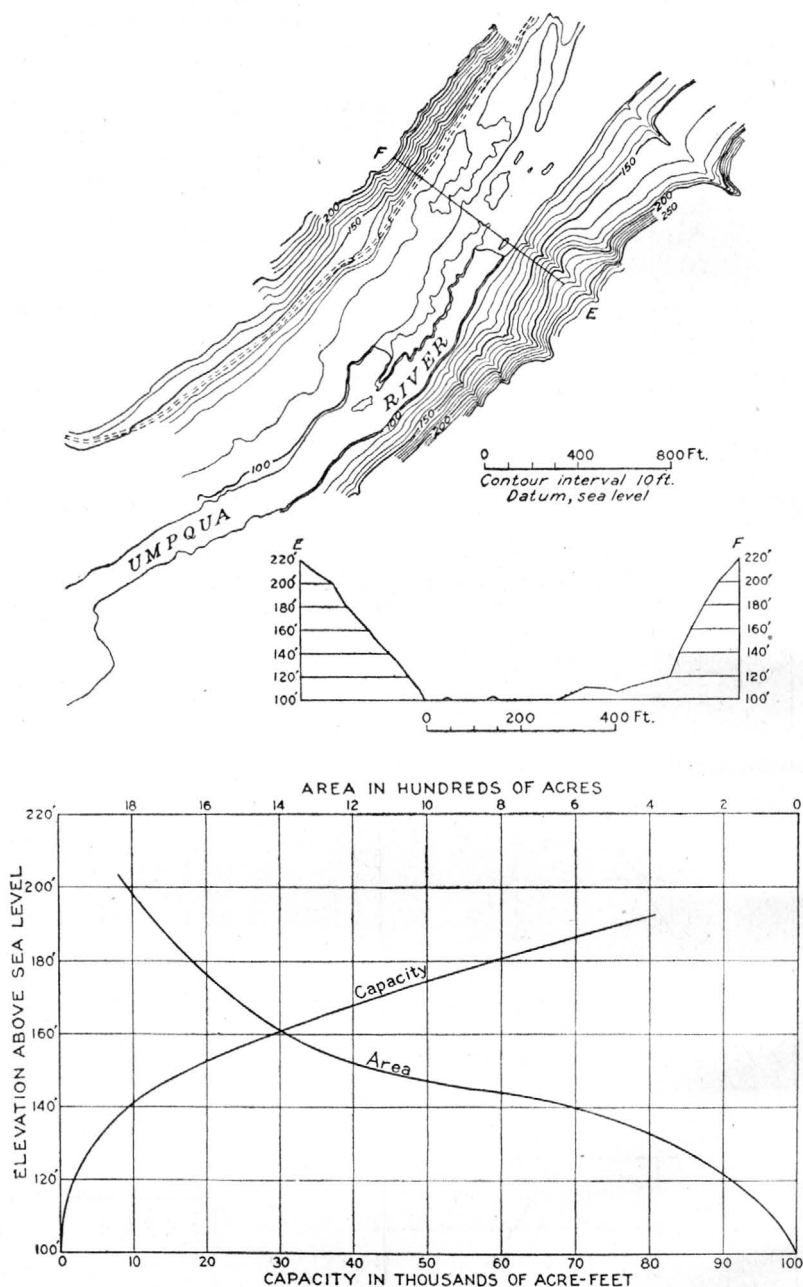 F
200
150
150
200
250
E
RIVER
100
150
200
100
UMPQUA
0 400 800 Ft.
Contour interval 10 ft.
Datum, sea level
E F
220' 220'
200' 200'
180' 180'
160' 160'
140' 140'
120' 120'
100' 100'
0 200 400 Ft.
AREA IN HUNDREDS OF ACRES
18 16 14 12 10 8 6 4 2 0
220'
200'
180'
160'
140'
120'
100'
ELEVATION ABOVE SEA LEVEL
Capacity
Area
0 10 20 30 40 50 60 70 80 90 100
CAPACITY IN THOUSANDS OF ACRE-FEET